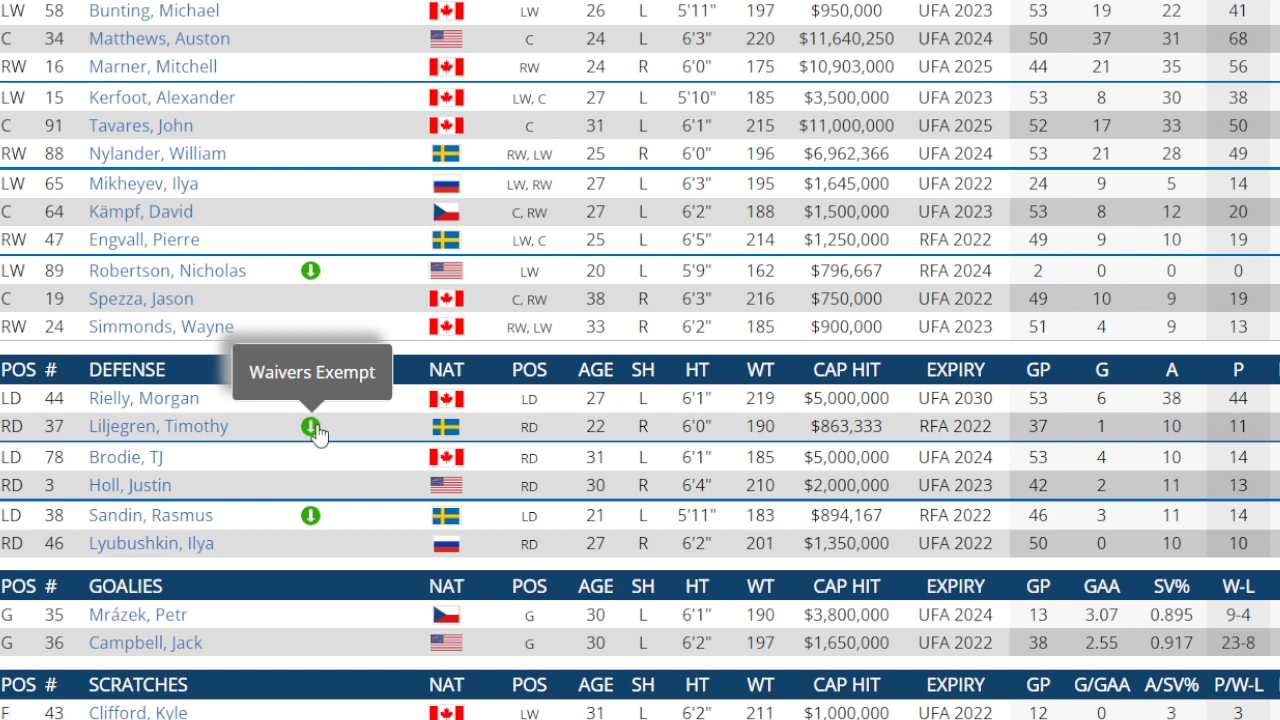 LW 58 Bunting, Michael LW 26 L 5'11" 197 $950,000 UFA 2023 53 19 22 41
C 34 Matthews, Auston C 24 L 6'3" 220 $11,640,250 UFA 2024 50 37 31 68
RW 16 Marner, Mitchell RW 24 R 6'0" 175 $10,903,000 UFA 2025 44 21 35 56
LW 15 Kerfoot, Alexander LW, C 27 L 5'10" 185 $3,500,000 UFA 2023 53 8 30 38
C 91 Tavares, John C 31 L 6'1" 215 $11,000,000 UFA 2025 52 17 33 50
RW 88 Nylander, William RW, LW 25 R 6'0" 196 $6,962,366 UFA 2024 53 21 28 49
LW 65 Mikheyev, Ilya LW, RW 27 L 6'3" 195 $1,645,000 UFA 2022 24 9 5 14
C 64 Kämpf, David C, RW 27 L 6'2" 188 $1,500,000 UFA 2023 53 8 12 20
RW 47 Engvall, Pierre LW, C 25 L 6'5" 214 $1,250,000 RFA 2022 49 9 10 19
LW 89 Robertson, Nicholas LW 20 L 5'9" 162 $796,667 RFA 2024 2 0 0 0
C 19 Spezza, Jason C, RW 38 R 6'3" 216 $750,000 UFA 2022 49 10 9 19
RW 24 Simmonds, Wayne RW, LW 33 R 6'2" 185 $900,000 UFA 2023 51 4 9 13
POS # DEFENSE NAT POS AGE SH HT WT CAP HIT EXPIRY GP G A P
Waivers Exempt
LD 44 Rielly, Morgan LD 27 L 6'1" 219 $5,000,000 UFA 2030 53 6 38 44
RD 37 Liljegren, Timothy RD 22 R 6'0" 190 $863,333 RFA 2022 37 1 10 11
LD 78 Brodie, TJ RD 31 L 6'1" 185 $5,000,000 UFA 2024 53 4 10 14
RD 3 Holl, Justin RD 30 R 6'4" 210 $2,000,000 UFA 2023 42 2 11 13
LD 38 Sandin, Rasmus LD 21 L 5'11" 183 $894,167 RFA 2022 46 3 11 14
RD 46 Lyubushkin, Ilya RD 27 R 6'2" 201 $1,350,000 UFA 2022 50 0 10 10
POS # GOALIES NAT POS AGE SH HT WT CAP HIT EXPIRY GP GAA SV% W-L
G 35 Mrázek, Petr G 30 L 6'1" 190 $3,800,000 UFA 2024 13 3.07 0.895 9-4
G 36 Campbell, Jack G 30 L 6'2" 197 $1,650,000 UFA 2022 38 2.55 0.917 23-8
POS # SCRATCHES NAT POS AGE SH HT WT CAP HIT EXPIRY GP G/GAA A/SV% P/W-L
F 43 Clifford, Kyle LW 31 L 6'2" 211 $1,000,000 UFA 2022 12 0 3 3